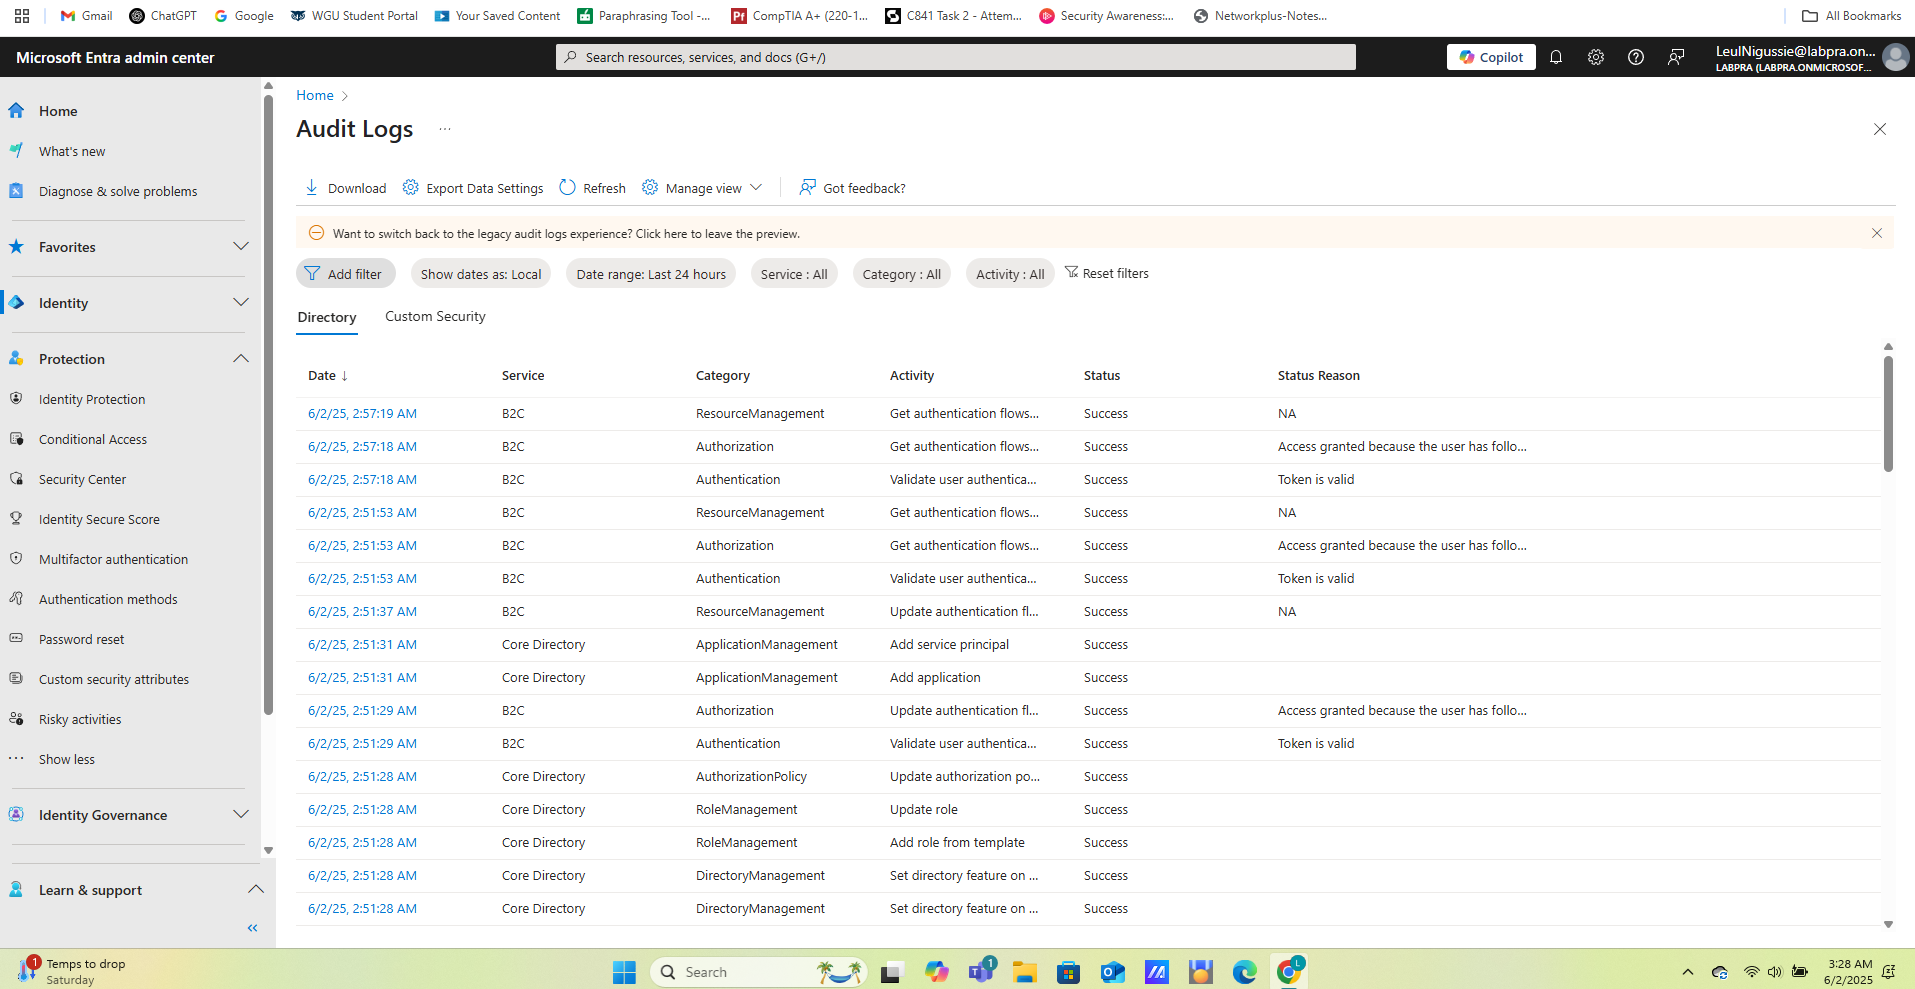 Gmail ChatGPT Google WGU Student Portal Your Saved Content Paraphrasing Tool -... CompTIA A+ (220-1... C841 Task 2 - Attem... Security Awareness:... Networkplus-Notes... All Bookmarks
Microsoft Entra admin center
Search resources, services, and docs (G+/)
Copilot
LeulNigussie@labpra.on...
LABPRA (LABPRA.ONMICROSOF...
Home
What's new
Diagnose & solve problems
Favorites
Identity
Protection
Identity Protection
Conditional Access
Security Center
Identity Secure Score
Multifactor authentication
Authentication methods
Password reset
Custom security attributes
Risky activities
Show less
Identity Governance
Learn & support
Home
Audit Logs ...
Download Export Data Settings Refresh Manage view Got feedback?
Want to switch back to the legacy audit logs experience? Click here to leave the preview.
Add filter Show dates as: Local Date range: Last 24 hours Service : All Category : All Activity : All Reset filters
Directory Custom Security
Date ↓ Service Category Activity Status Status Reason
6/2/25, 2:57:19 AM B2C ResourceManagement Get authentication flows... Success NA
6/2/25, 2:57:18 AM B2C Authorization Get authentication flows... Success Access granted because the user has follo...
6/2/25, 2:57:18 AM B2C Authentication Validate user authentica... Success Token is valid
6/2/25, 2:51:53 AM B2C ResourceManagement Get authentication flows... Success NA
6/2/25, 2:51:53 AM B2C Authorization Get authentication flows... Success Access granted because the user has follo...
6/2/25, 2:51:53 AM B2C Authentication Validate user authentica... Success Token is valid
6/2/25, 2:51:37 AM B2C ResourceManagement Update authentication fl... Success NA
6/2/25, 2:51:31 AM Core Directory ApplicationManagement Add service principal Success
6/2/25, 2:51:31 AM Core Directory ApplicationManagement Add application Success
6/2/25, 2:51:29 AM B2C Authorization Update authentication fl... Success Access granted because the user has follo...
6/2/25, 2:51:29 AM B2C Authentication Validate user authentica... Success Token is valid
6/2/25, 2:51:28 AM Core Directory AuthorizationPolicy Update authorization po... Success
6/2/25, 2:51:28 AM Core Directory RoleManagement Update role Success
6/2/25, 2:51:28 AM Core Directory RoleManagement Add role from template Success
6/2/25, 2:51:28 AM Core Directory DirectoryManagement Set directory feature on ... Success
6/2/25, 2:51:28 AM Core Directory DirectoryManagement Set directory feature on ... Success
1
Temps to drop
Saturday
Search
1
L
3:28 AM
6/2/2025